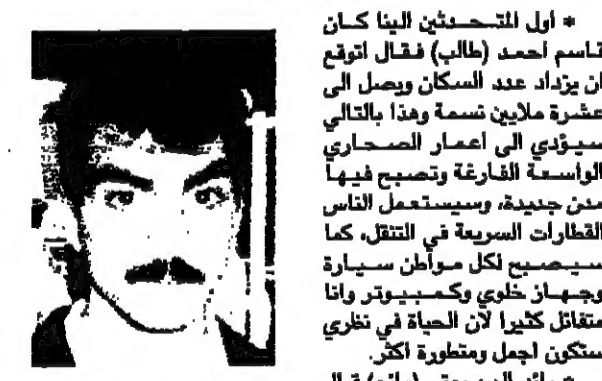 * أول المتحدثين الينا كان
قاسم احمد (طالب) فقال اتوقع
ان يزداد عدد السكان ويصل الى
عشرة ملايين نسمة وهذا بالتالي
سيؤدي الى اعمار الصحاري
الواسعة الفارغة وتصبح فيها
مدن جديدة، وسيستعمل الناس
القطارات السريعة في التنقل، كما
سيصبح لكل مواطن سيارة
وجهاز خلوي وكمبيوتر وانا
متفائل كثيرا لان الحياة في نظري
ستكون اجمل ومتطورة اكثر.